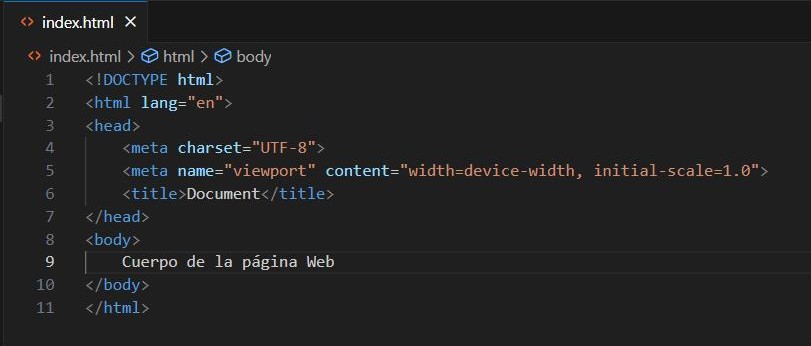 index.html
index.html > html > body
1 <!DOCTYPE html>
2 <html lang="en">
3 <head>
4     <meta charset="UTF-8">
5     <meta name="viewport" content="width=device-width, initial-scale=1.0">
6     <title>Document</title>
7 </head>
8 <body>
9     Cuerpo de la página Web
10 </body>
11 </html>